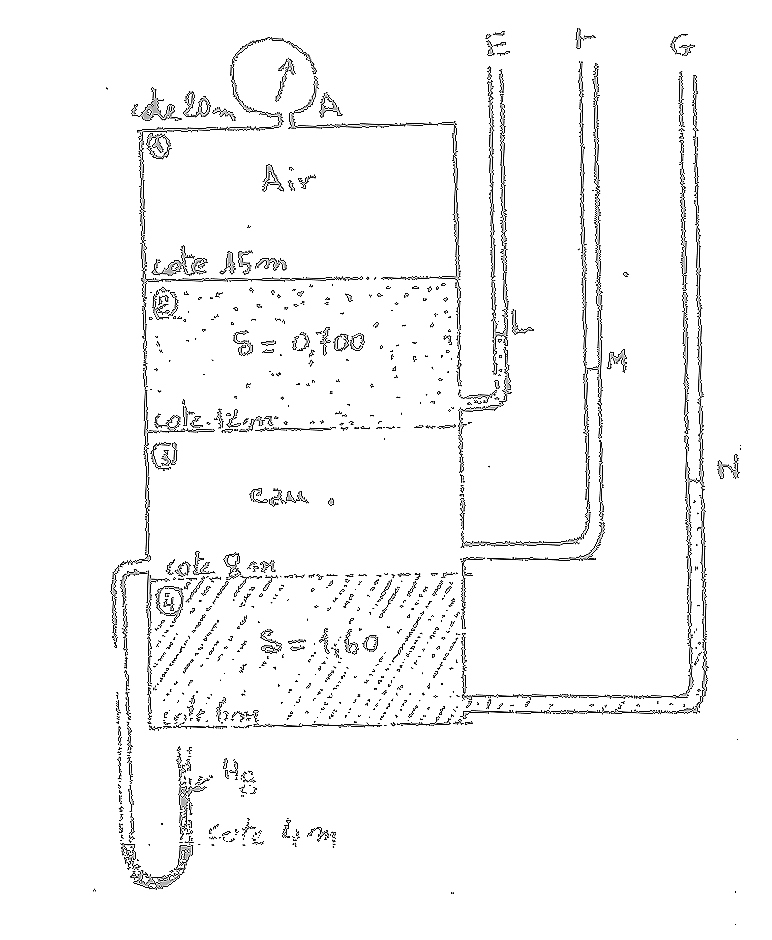 E F G
cote 20m A
1
Air
cote 15m
2
S = 0,700
L
M
cote 12m
3
eau.
cote 8m
4
S = 1,60
cote 6m
Hg
cote 4m